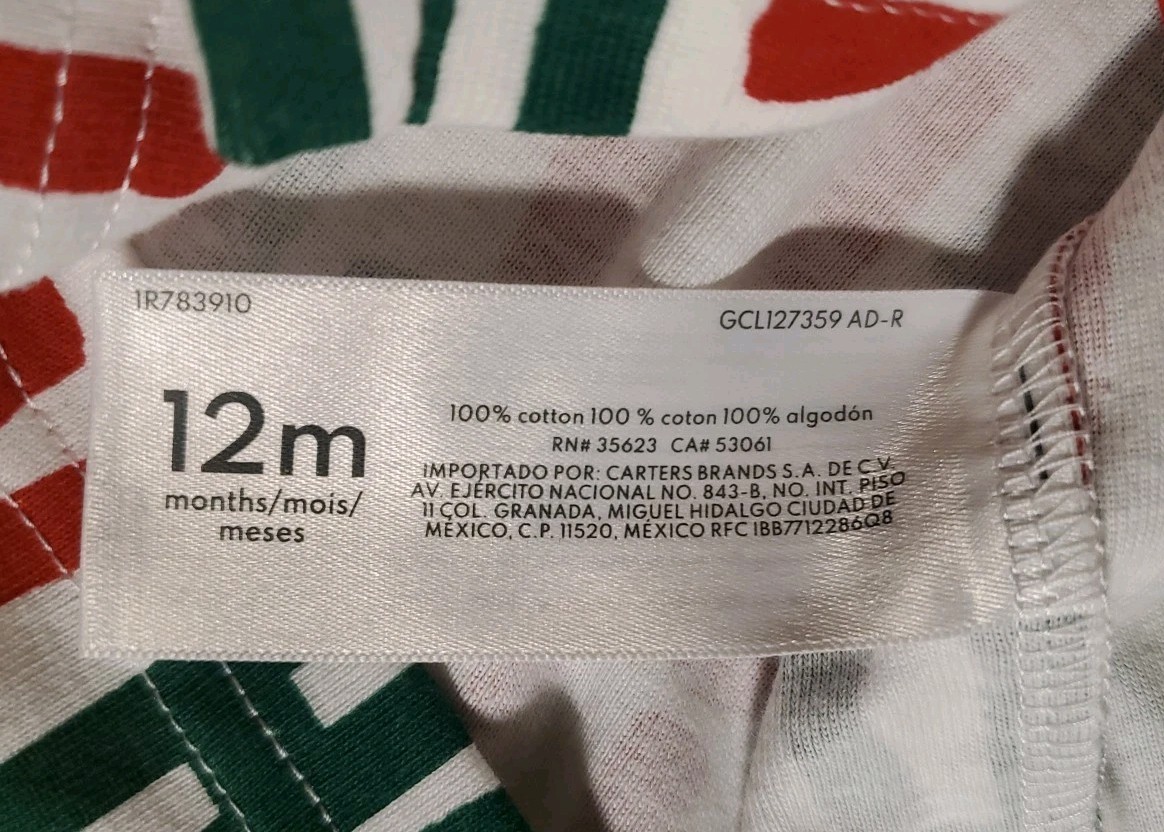 1R783910
GCL127359 AD-R
12m
months/mois/
meses
100% cotton 100 % coton 100% algodón
RN# 35623 CA# 53061
IMPORTADO POR: CARTERS BRANDS S.A. DE C.V.
AV. EJÉRCITO NACIONAL NO. 843-B, NO. INT. PISO
11 COL. GRANADA, MIGUEL HIDALGO CIUDAD DE
MÉXICO, C.P. 11520, MÉXICO RFC IBB7712286Q8